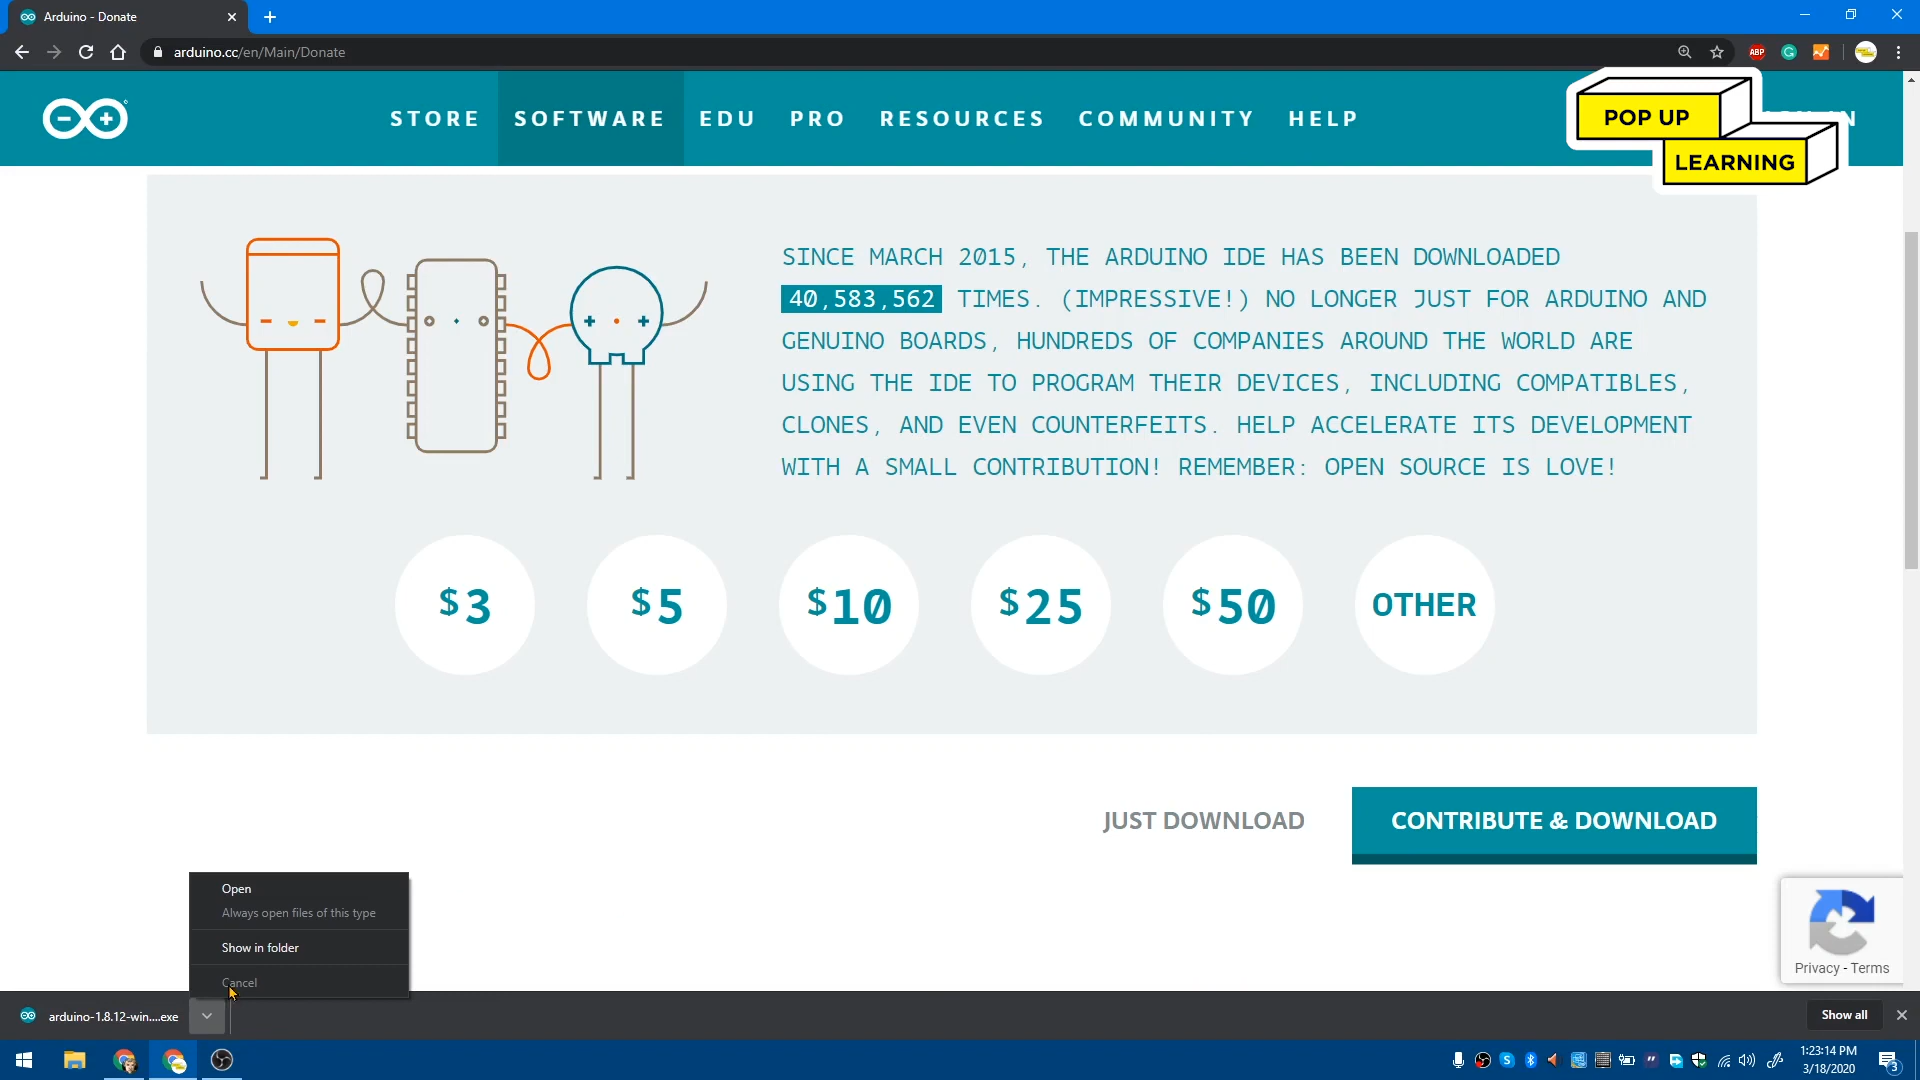 Arduino - Donate
arduino.cc/en/Main/Donate
ABP
STORE SOFTWARE EDU PRO RESOURCES COMMUNITY HELP
POP UP
LEARNING
SINCE MARCH 2015, THE ARDUINO IDE HAS BEEN DOWNLOADED
40,583,562 TIMES. (IMPRESSIVE!) NO LONGER JUST FOR ARDUINO AND
GENUINO BOARDS, HUNDREDS OF COMPANIES AROUND THE WORLD ARE
USING THE IDE TO PROGRAM THEIR DEVICES, INCLUDING COMPATIBLES,
CLONES, AND EVEN COUNTERFEITS. HELP ACCELERATE ITS DEVELOPMENT
WITH A SMALL CONTRIBUTION! REMEMBER: OPEN SOURCE IS LOVE!
$3 $5 $10 $25 $50 OTHER
JUST DOWNLOAD CONTRIBUTE & DOWNLOAD
Open
Always open files of this type
Show in folder
Cancel
Privacy - Terms
arduino-1.8.12-win....exe
Show all
1:23:14 PM
3/18/2020
3